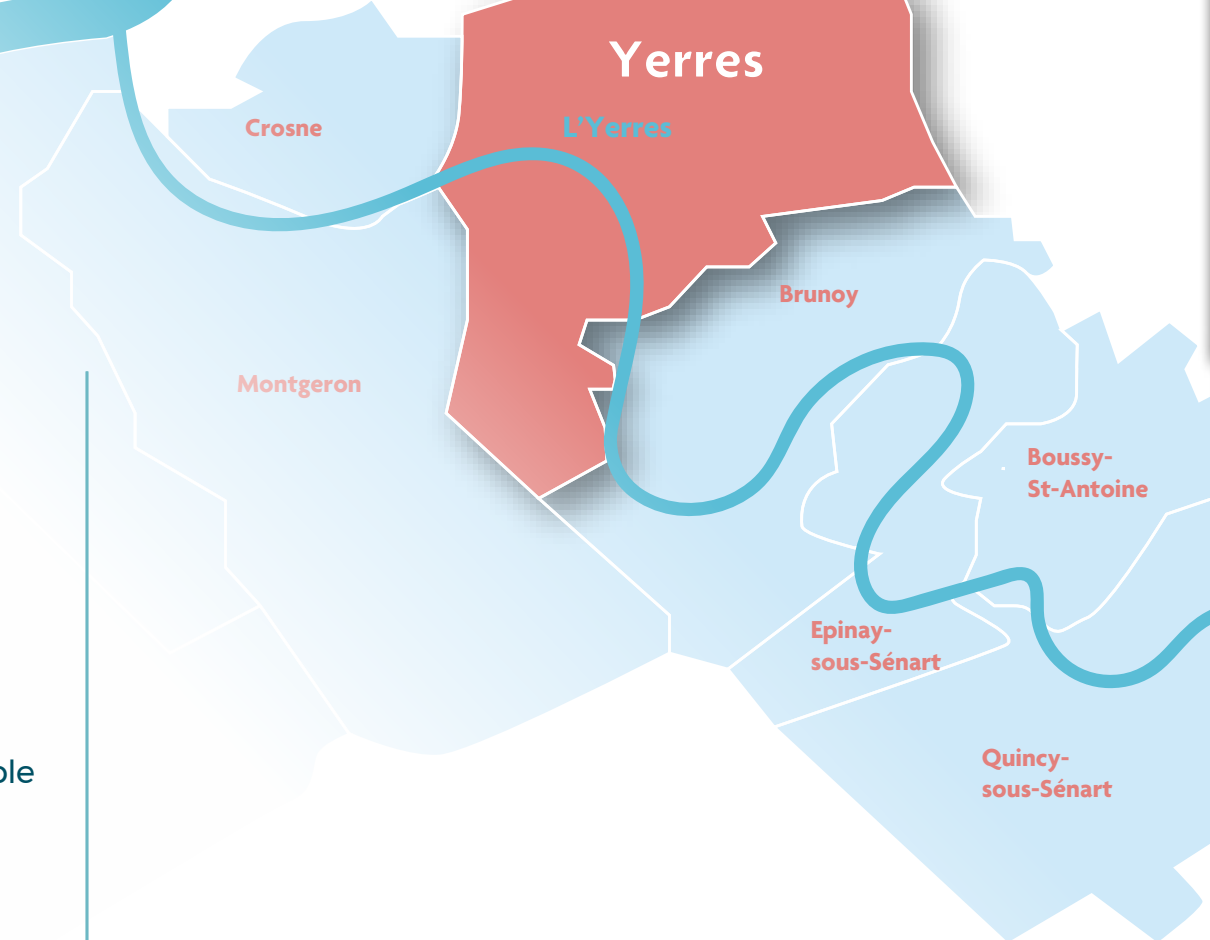 Yerres
Crosne
L'Yerres
Brunoy
Montgeron
Boussy-
St-Antoine
Epinay-
sous-Sénart
Quincy-
sous-Sénart
ble